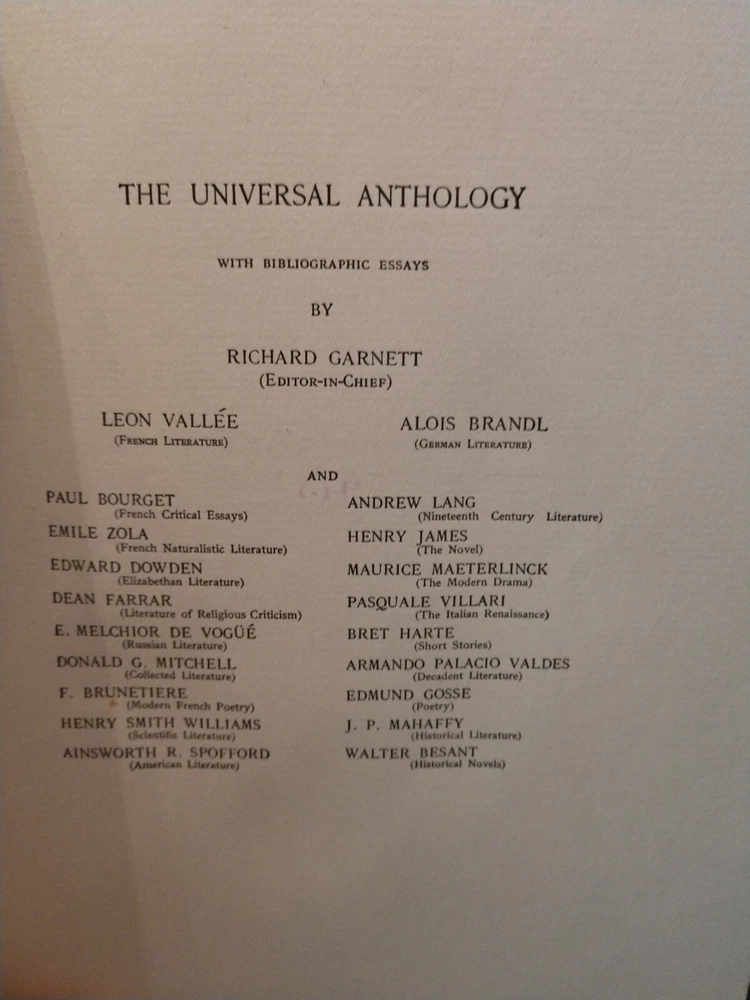 THE UNIVERSAL ANTHOLOGY
WITH BIBLIOGRAPHIC ESSAYS
BY
RICHARD GARNETT
(EDITOR-IN-CHIEF)
LEON VALLÉE
(FRENCH LITERATURE)
ALOIS BRANDL
(GERMAN LITERATURE)
AND
PAUL BOURGET
(French Critical Essays)
EMILE ZOLA
(French Naturalistic Literature)
EDWARD DOWDEN
(Elizabethan Literature)
DEAN FARRAR
(Literature of Religious Criticism)
E. MELCHIOR DE VOGÜÉ
(Russian Literature)
DONALD G. MITCHELL
(Collected Literature)
F. BRUNETIERE
(Modern French Poetry)
HENRY SMITH WILLIAMS
(Scientific Literature)
AINSWORTH R. SPOFFORD
(American Literature)
ANDREW LANG
(Nineteenth Century Literature)
HENRY JAMES
(The Novel)
MAURICE MAETERLINCK
(The Modern Drama)
PASQUALE VILLARI
(The Italian Renaissance)
BRET HARTE
(Short Stories)
ARMANDO PALACIO VALDES
(Decadent Literature)
EDMUND GOSSE
(Poetry)
J. P. MAHAFFY
(Historical Literature)
WALTER BESANT
(Historical Novels)